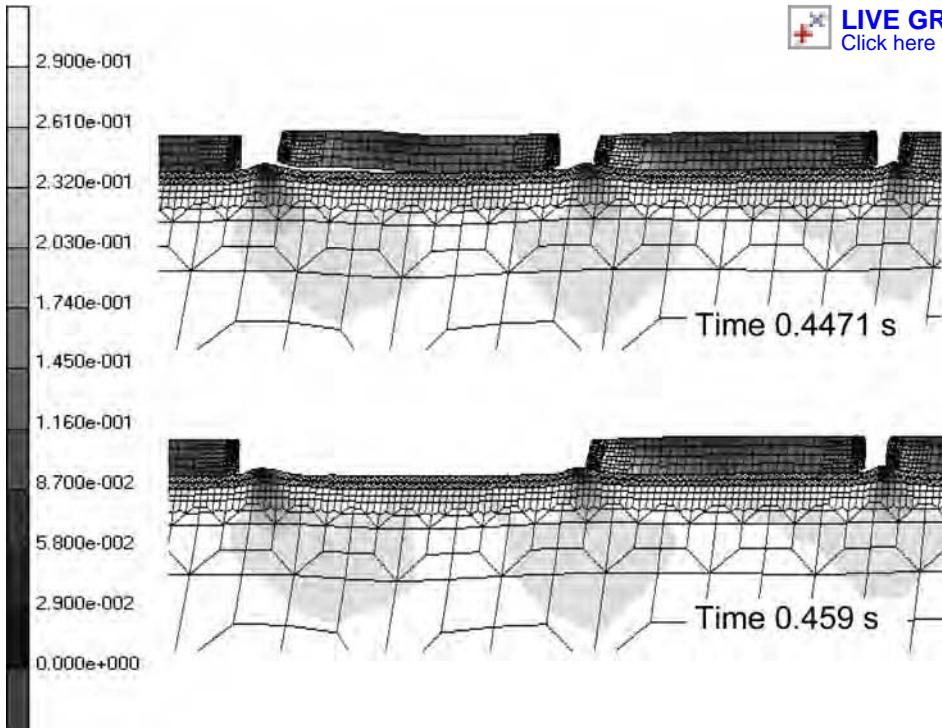 LIVE GR
Click here
2.900e-001
2.610e-001
2.320e-001
2.030e-001
1.740e-001
1.450e-001
1.160e-001
8.700e-002
5.800e-002
2.900e-002
0.000e+000
Time 0.4471 s
Time 0.459 s